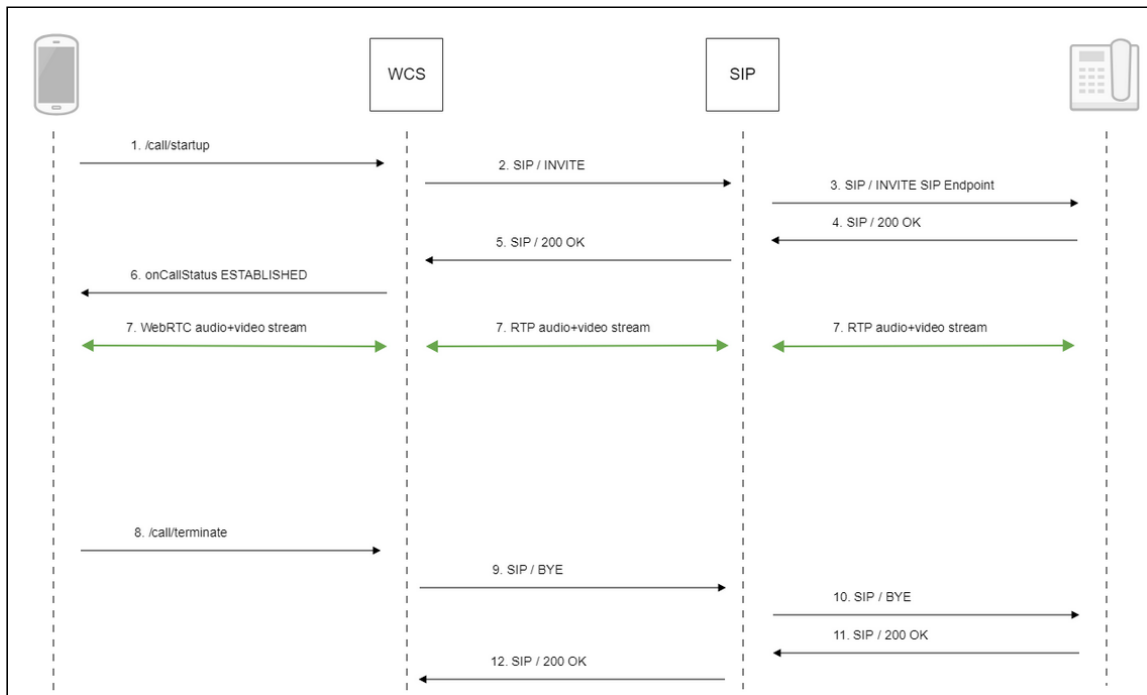 WCS
SIP
1. /call/startup
2. SIP / INVITE
3. SIP / INVITE SIP Endpoint
4. SIP / 200 OK
5. SIP / 200 OK
6. onCallStatus ESTABLISHED
7. WebRTC audio+video stream
7. RTP audio+video stream
7. RTP audio+video stream
8. /call/terminate
9. SIP / BYE
10. SIP / BYE
11. SIP / 200 OK
12. SIP / 200 OK